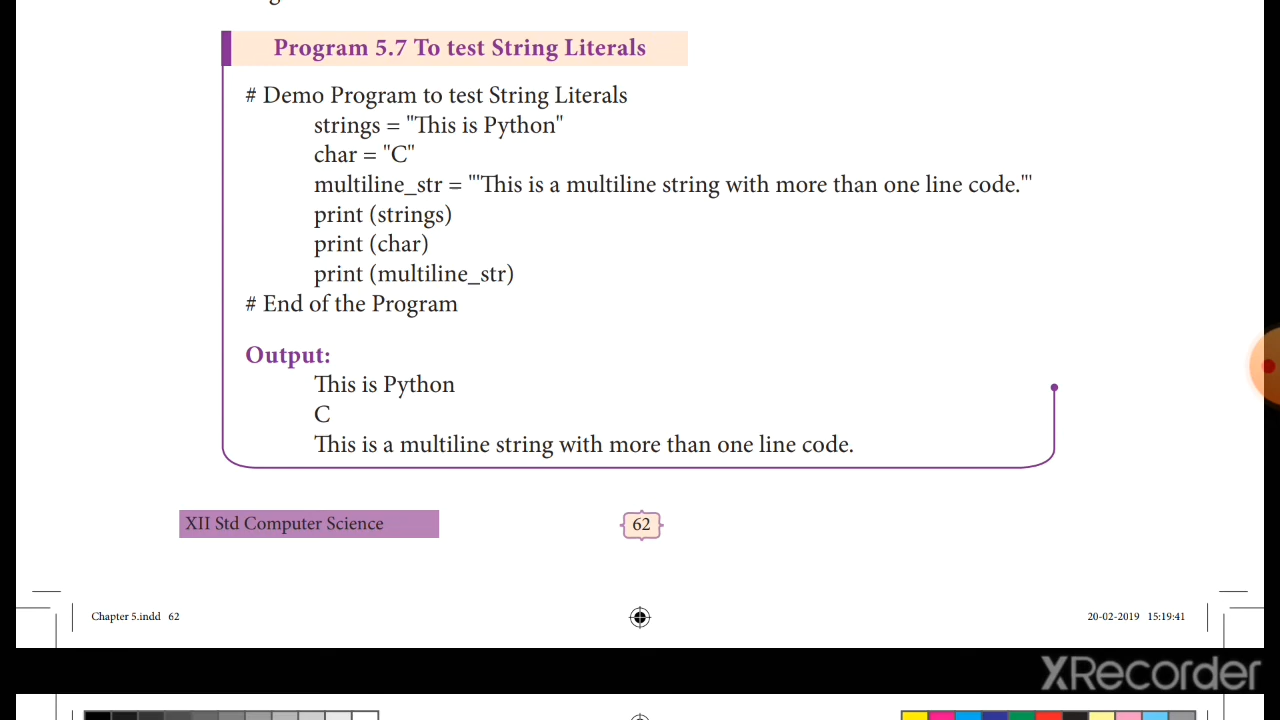 Program 5.7 To test String Literals
# Demo Program to test String Literals
strings = "This is Python"
char = "C"
multiline_str = "'This is a multiline string with more than one line code."'
print (strings)
print (char)
print (multiline_str)
# End of the Program
Output:
This is Python
C
This is a multiline string with more than one line code.
XII Std Computer Science
62
Chapter 5.indd 62
20-02-2019 15:19:41
XRecorder